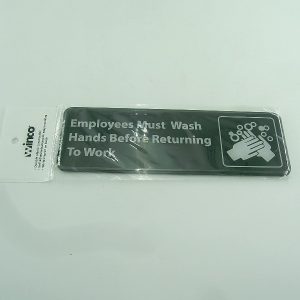 winco
Employees Must Wash
Hands Before Returning
To Work